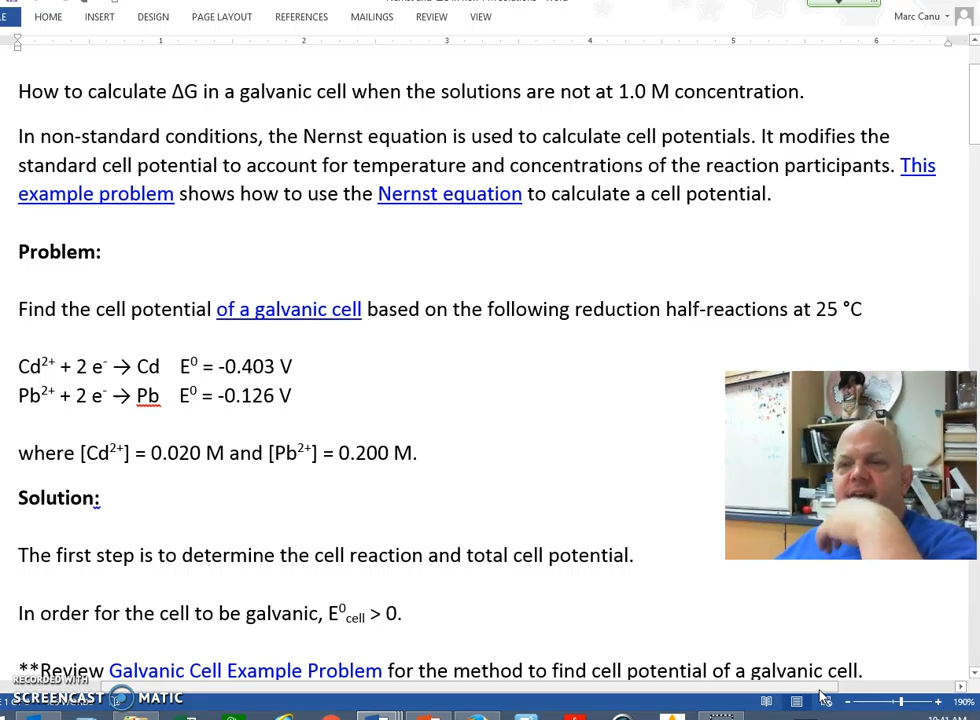 HOME INSERT DESIGN PAGE LAYOUT REFERENCES MAILINGS REVIEW VIEW Marc Canu
1 2 3 4 5 6
How to calculate ΔG in a galvanic cell when the solutions are not at 1.0 M concentration.
In non-standard conditions, the Nernst equation is used to calculate cell potentials. It modifies the
standard cell potential to account for temperature and concentrations of the reaction participants. This
example problem shows how to use the Nernst equation to calculate a cell potential.
Problem:
Find the cell potential of a galvanic cell based on the following reduction half-reactions at 25 °C
Cd²⁺ + 2 e⁻ → Cd E⁰ = -0.403 V
Pb²⁺ + 2 e⁻ → Pb E⁰ = -0.126 V
where [Cd²⁺] = 0.020 M and [Pb²⁺] = 0.200 M.
Solution:
The first step is to determine the cell reaction and total cell potential.
In order for the cell to be galvanic, E⁰cell > 0.
**Review Galvanic Cell Example Problem for the method to find cell potential of a galvanic cell.
RECORDED WITH
SCREENCAST MATIC
190%